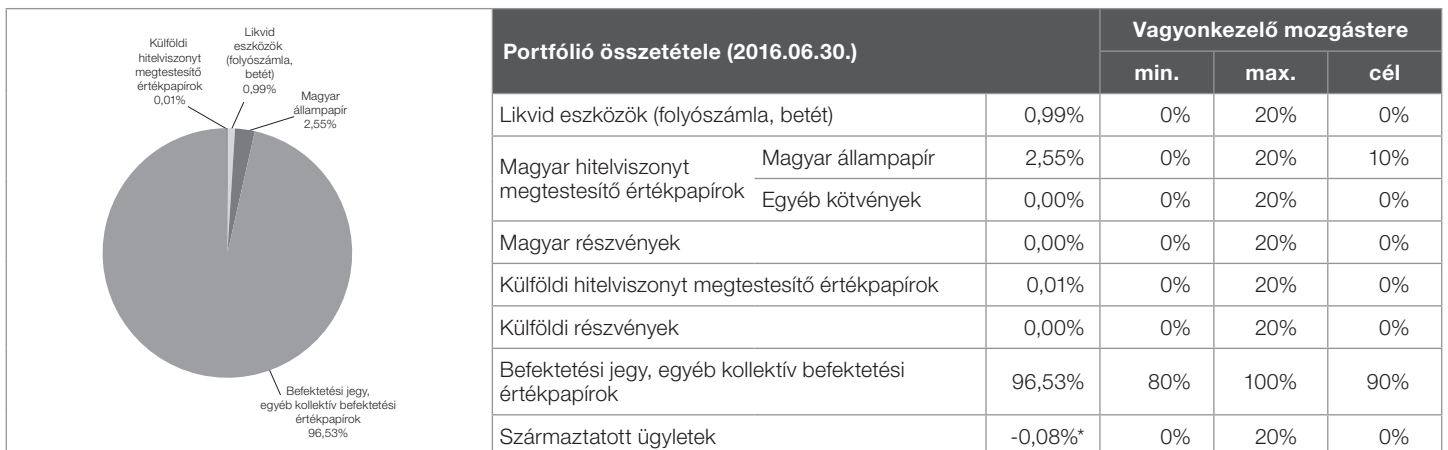 Külföldi
hitelviszonyt
megtestesítő
értékpapírok
0,01%
Likvid
eszközök
(folyószámla,
betét)
0,99%
Magyar
állampapír
2,55%
Befektetési jegy,
egyéb kollektív befektetési
értékpapírok
96,53%
Portfólió összetétele (2016.06.30.)
Vagyonkezelő mozgástere
min. max. cél
Likvid eszközök (folyószámla, betét) 0,99% 0% 20% 0%
Magyar hitelviszonyt
megtestesítő értékpapírok
Magyar állampapír 2,55% 0% 20% 10%
Egyéb kötvények 0,00% 0% 20% 0%
Magyar részvények 0,00% 0% 20% 0%
Külföldi hitelviszonyt megtestesítő értékpapírok 0,01% 0% 20% 0%
Külföldi részvények 0,00% 0% 20% 0%
Befektetési jegy, egyéb kollektív befektetési
értékpapírok 96,53% 80% 100% 90%
Származtatott ügyletek -0,08%* 0% 20% 0%